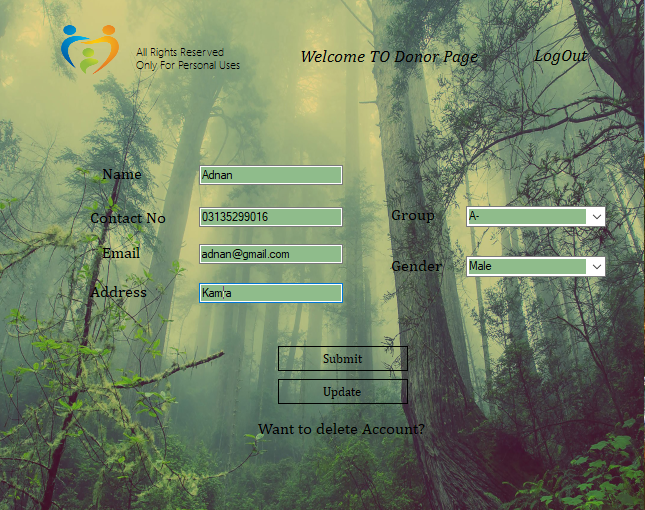 All Rights Reserved
Only For Personal Uses
Welcome TO Donor Page
LogOut
Name
Adnan
Contact No
03135299016
Group
A-
Email
adnan@gmail.com
Gender
Male
Address
Kamra
Submit
Update
Want to delete Account?